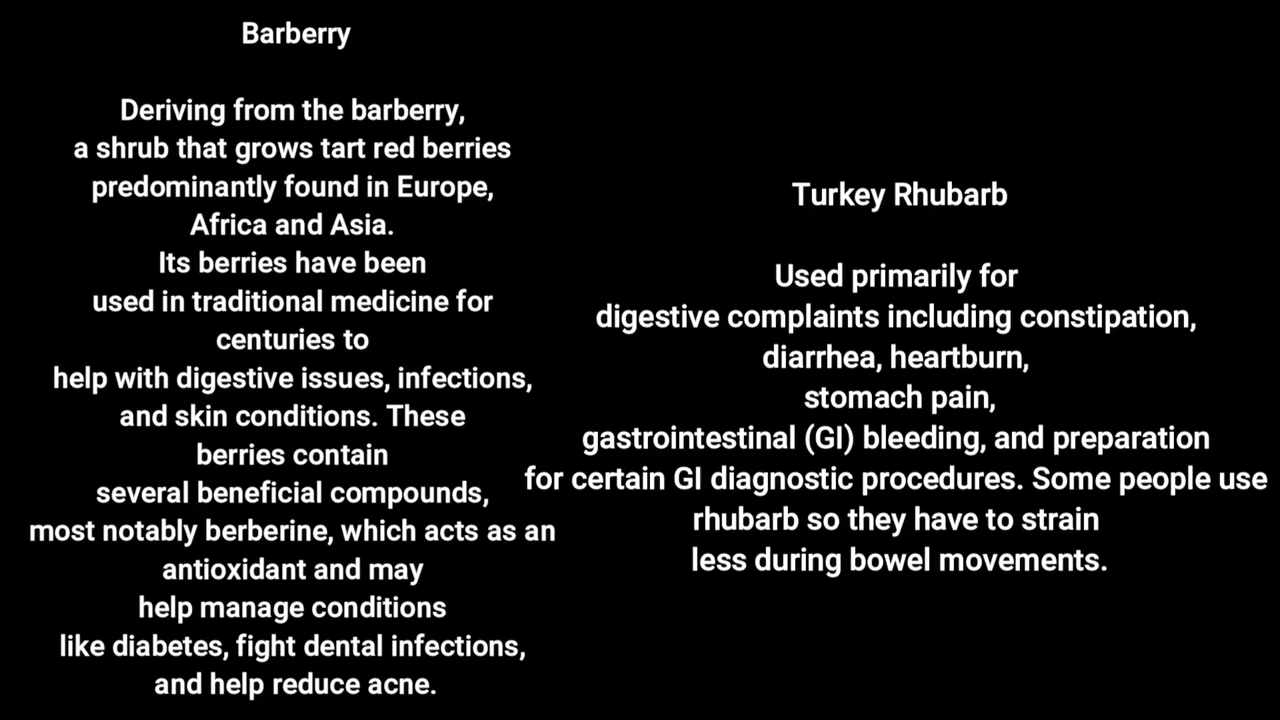 Barberry
Deriving from the barberry,
a shrub that grows tart red berries
predominantly found in Europe,
Africa and Asia.
Its berries have been
used in traditional medicine for
centuries to
help with digestive issues, infections,
and skin conditions. These
berries contain
several beneficial compounds,
most notably berberine, which acts as an
antioxidant and may
help manage conditions
like diabetes, fight dental infections,
and help reduce acne.
Turkey Rhubarb
Used primarily for
digestive complaints including constipation,
diarrhea, heartburn,
stomach pain,
gastrointestinal (GI) bleeding, and preparation
for certain GI diagnostic procedures. Some people use
rhubarb so they have to strain
less during bowel movements.